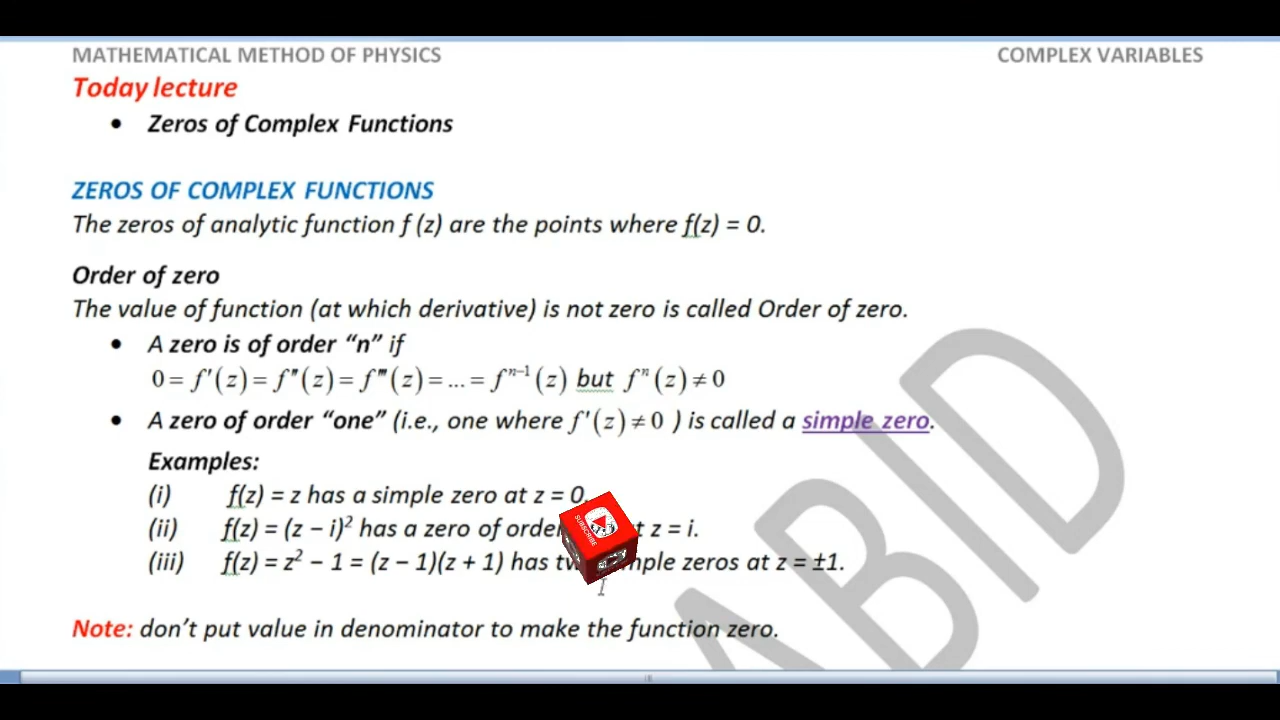 MATHEMATICAL METHOD OF PHYSICS COMPLEX VARIABLES
Today lecture
• Zeros of Complex Functions
ZEROS OF COMPLEX FUNCTIONS
The zeros of analytic function f (z) are the points where f(z) = 0.
Order of zero
The value of function (at which derivative) is not zero is called Order of zero.
• A zero is of order “n” if
0 = f'(z) = f''(z) = f'''(z) = ... = fⁿ⁻¹(z) but fⁿ(z) ≠ 0
• A zero of order “one” (i.e., one where f'(z) ≠ 0 ) is called a simple zero.
Examples:
(i) f(z) = z has a simple zero at z = 0.
(ii) f(z) = (z – i)² has a zero of order z = i.
(iii) f(z) = z² – 1 = (z – 1)(z + 1) has zeros at z = ±1.
SUBSCRIBE
Note: don’t put value in denominator to make the function zero.
ABID